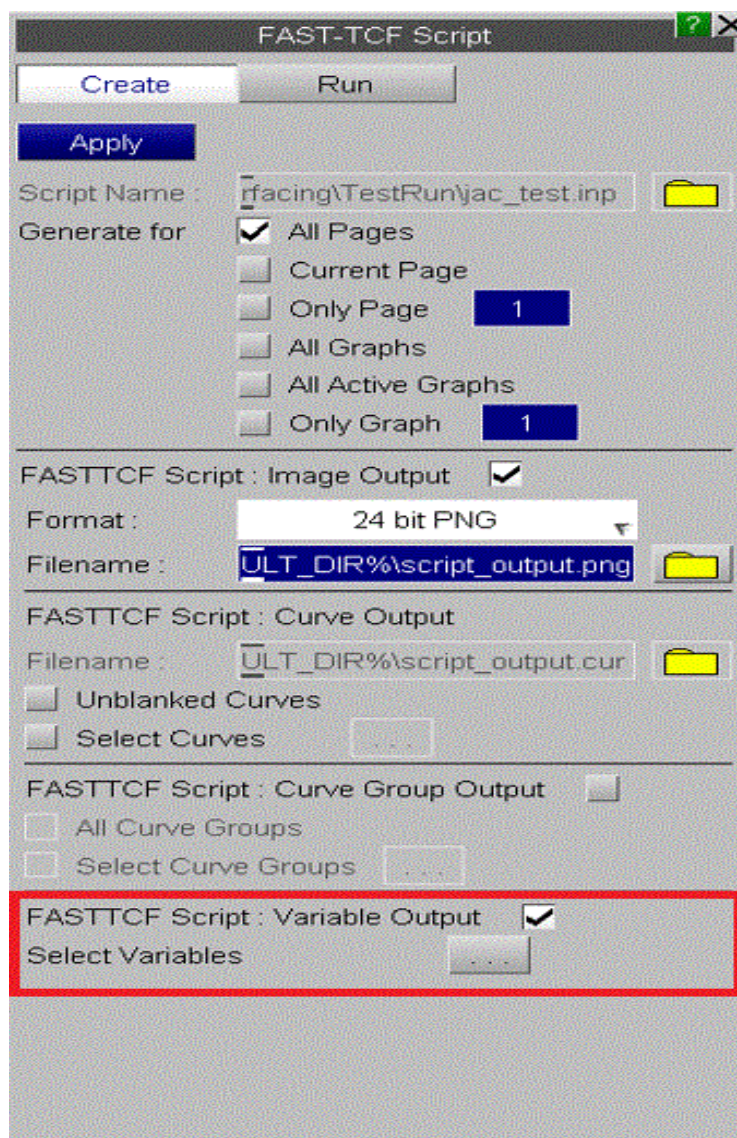 FAST-TCF Script ? X
Create Run
Apply
Script Name : rfacing\TestRun\jac_test.inp
Generate for All Pages
Current Page
Only Page 1
All Graphs
All Active Graphs
Only Graph 1
FASTTCF Script : Image Output
Format : 24 bit PNG
Filename : ULT_DIR%\script_output.png
FASTTCF Script : Curve Output
Filename : ULT_DIR%\script_output.cur
Unblanked Curves
Select Curves ...
FASTTCF Script : Curve Group Output
All Curve Groups
Select Curve Groups ...
FASTTCF Script : Variable Output
Select Variables ...